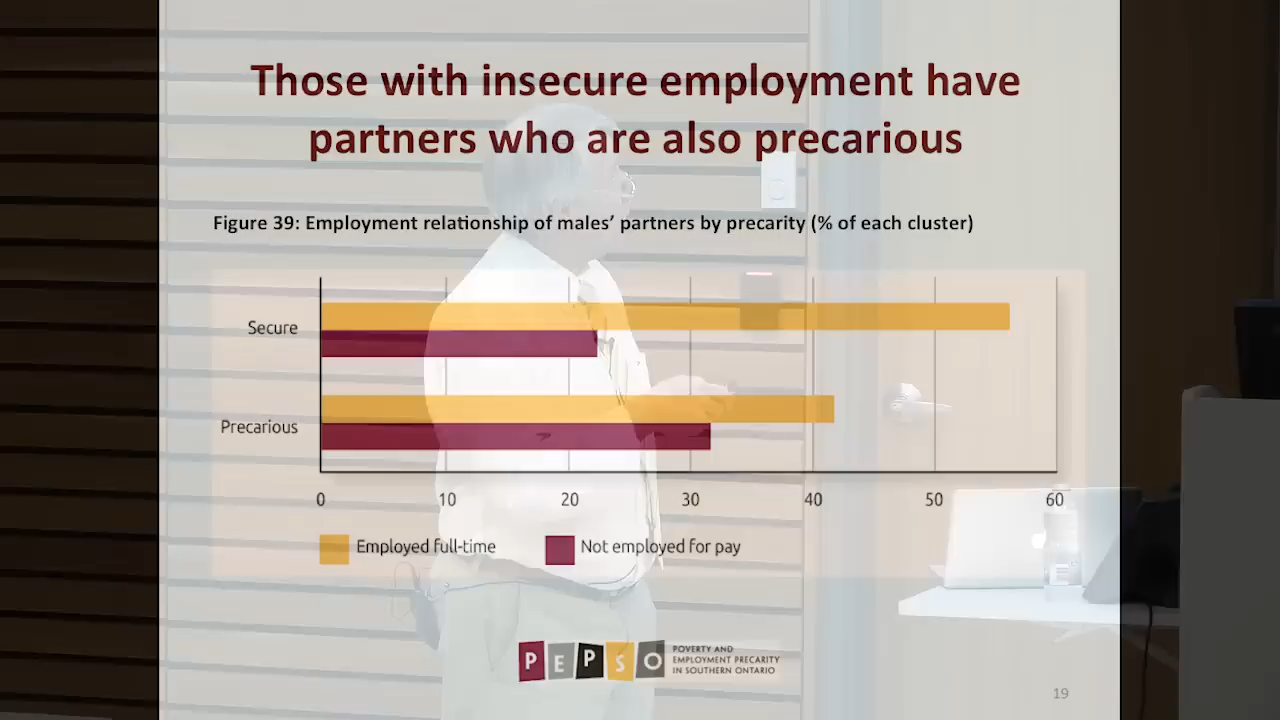 Those with insecure employment have
partners who are also precarious
Figure 39: Employment relationship of males’ partners by precarity (% of each cluster)
Secure
Precarious
0 10 20 30 40 50 60
Employed full-time Not employed for pay
PEPSO
POVERTY AND
EMPLOYMENT PRECARITY
IN SOUTHERN ONTARIO
19